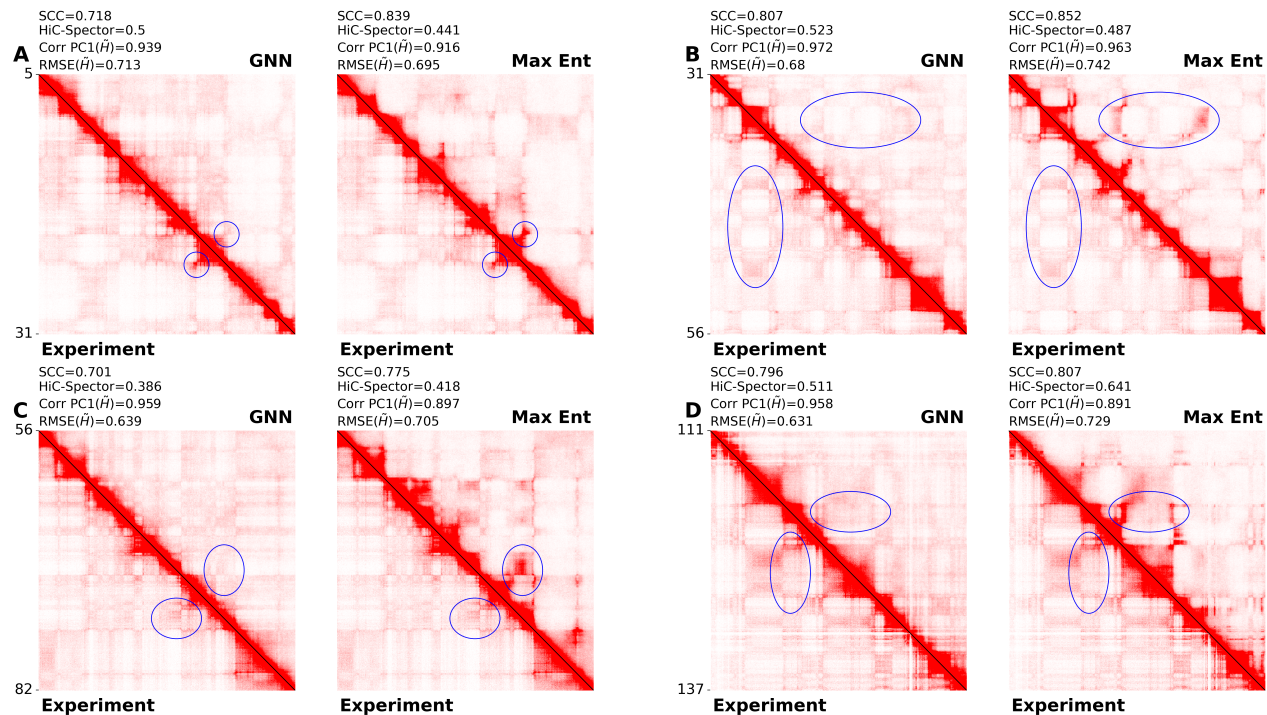 A
SCC=0.718
HiC-Spector=0.5
Corr PC1(H̃)=0.939
RMSE(H̃)=0.713
GNN
5
31
Experiment
SCC=0.839
HiC-Spector=0.441
Corr PC1(H̃)=0.916
RMSE(H̃)=0.695
Max Ent
Experiment
B
SCC=0.807
HiC-Spector=0.523
Corr PC1(H̃)=0.972
RMSE(H̃)=0.68
GNN
31
56
Experiment
SCC=0.852
HiC-Spector=0.487
Corr PC1(H̃)=0.963
RMSE(H̃)=0.742
Max Ent
Experiment
C
SCC=0.701
HiC-Spector=0.386
Corr PC1(H̃)=0.959
RMSE(H̃)=0.639
GNN
56
82
Experiment
SCC=0.775
HiC-Spector=0.418
Corr PC1(H̃)=0.897
RMSE(H̃)=0.705
Max Ent
Experiment
D
SCC=0.796
HiC-Spector=0.511
Corr PC1(H̃)=0.958
RMSE(H̃)=0.631
GNN
111
137
Experiment
SCC=0.807
HiC-Spector=0.641
Corr PC1(H̃)=0.891
RMSE(H̃)=0.729
Max Ent
Experiment